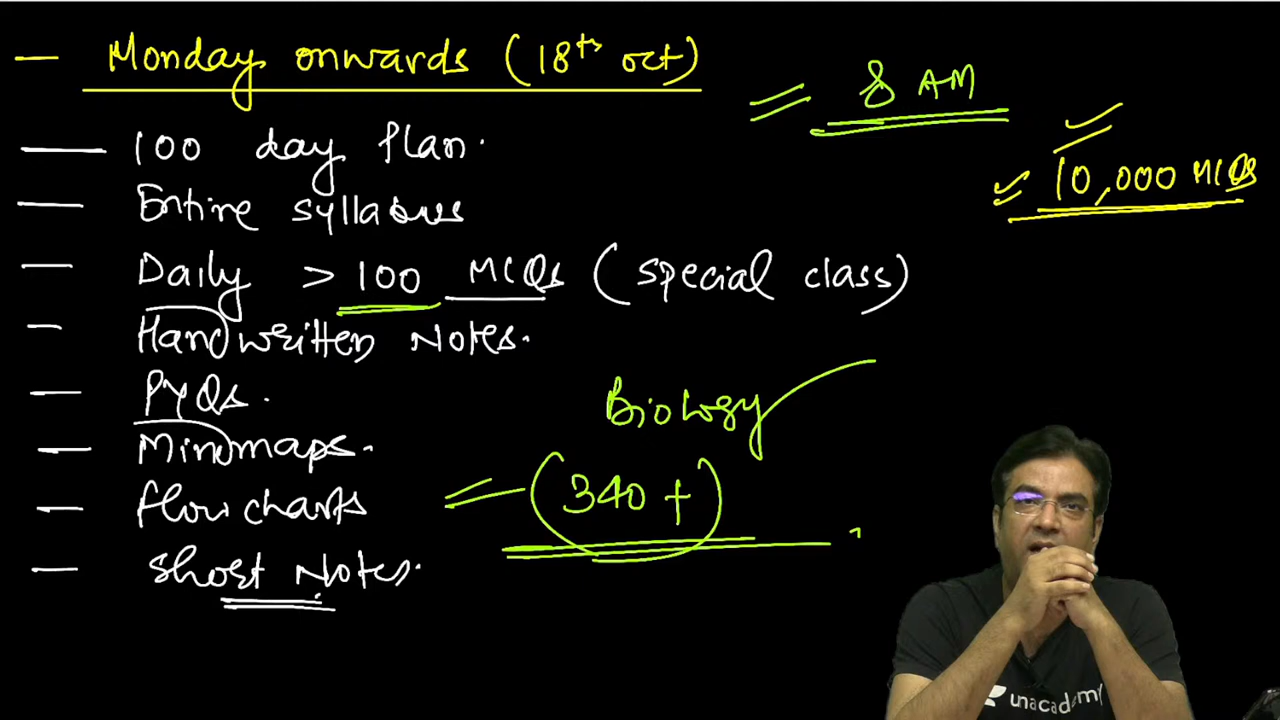 — Monday onwards (18th oct)
= 8 AM
10,000 MCQs
— 100 day plan.
— Entire syllabus
— Daily > 100 MCQs (special class)
— Handwritten Notes.
— PYQs.
Biology
— Mindmaps.
— flowcharts
= (340 +)
— short Notes.
unacademy